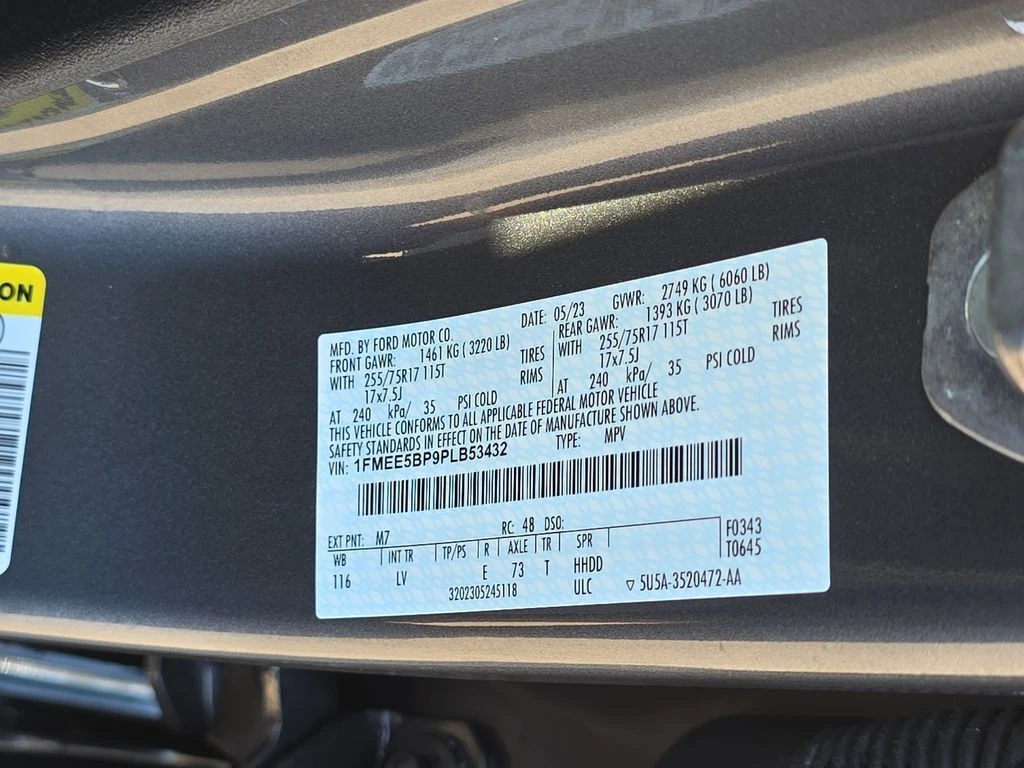 ON
MFD. BY FORD MOTOR CO. DATE: 05/23 GVWR: 2749 KG ( 6060 LB)
FRONT GAWR: 1461 KG ( 3220 LB) REAR GAWR: 1393 KG ( 3070 LB)
WITH 255/75R17 115T TIRES WITH 255/75R17 115T TIRES
17x7.5J RIMS 17x7.5J RIMS
AT 240 kPa/ 35 PSI COLD AT 240 kPa/ 35 PSI COLD
THIS VEHICLE CONFORMS TO ALL APPLICABLE FEDERAL MOTOR VEHICLE
SAFETY STANDARDS IN EFFECT ON THE DATE OF MANUFACTURE SHOWN ABOVE.
VIN: 1FMEE5BP9PLB53432 TYPE: MPV
EXT PNT: M7 RC: 48 DSO: F0343
WB INT TR TP/PS R AXLE TR SPR T0645
116 LV E 73 T HHDD
3202305245118 ULC ▽ 5U5A-3520472-AA